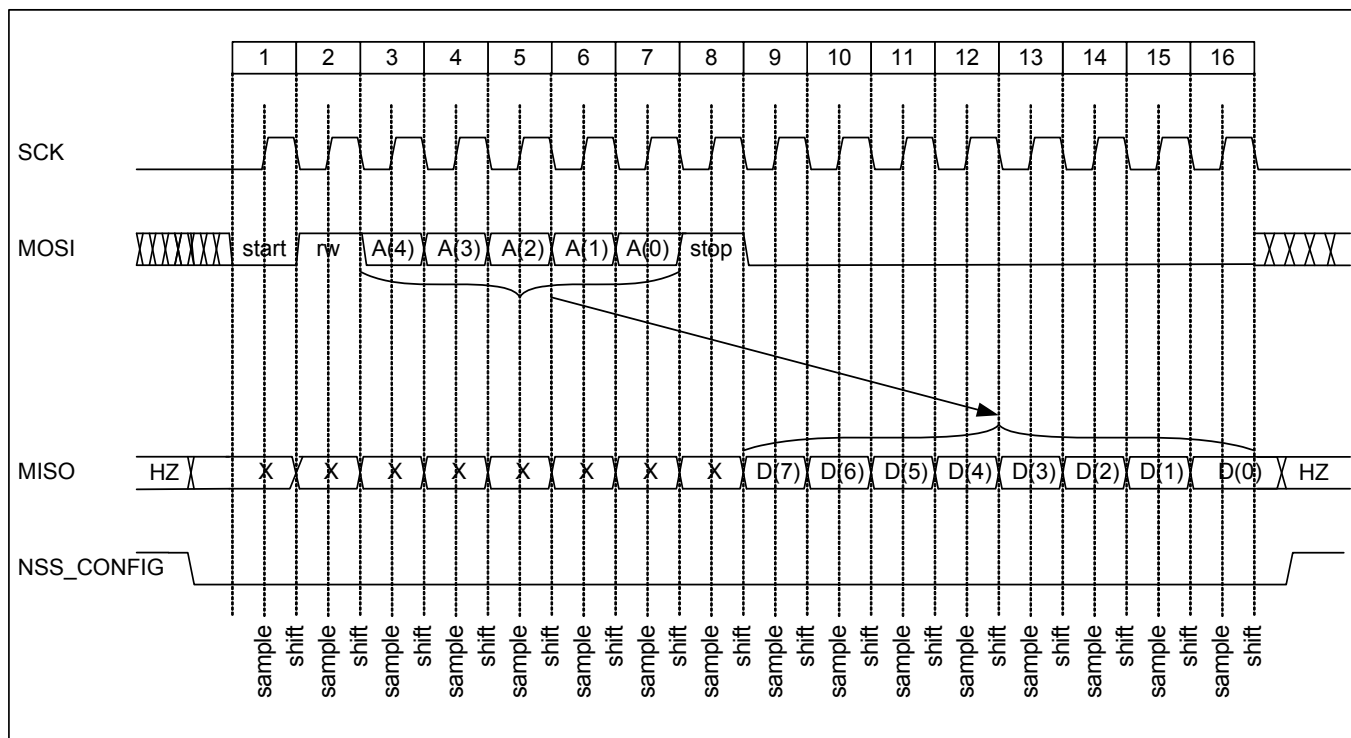 1 2 3 4 5 6 7 8 9 10 11 12 13 14 15 16
SCK
MOSI start rw A(4) A(3) A(2) A(1) A(0) stop
MISO HZ X X X X X X X X D(7) D(6) D(5) D(4) D(3) D(2) D(1) D(0) HZ
NSS_CONFIG
sample shift sample shift sample shift sample shift sample shift sample shift sample shift sample shift sample shift sample shift sample shift sample shift sample shift sample shift sample shift sample shift